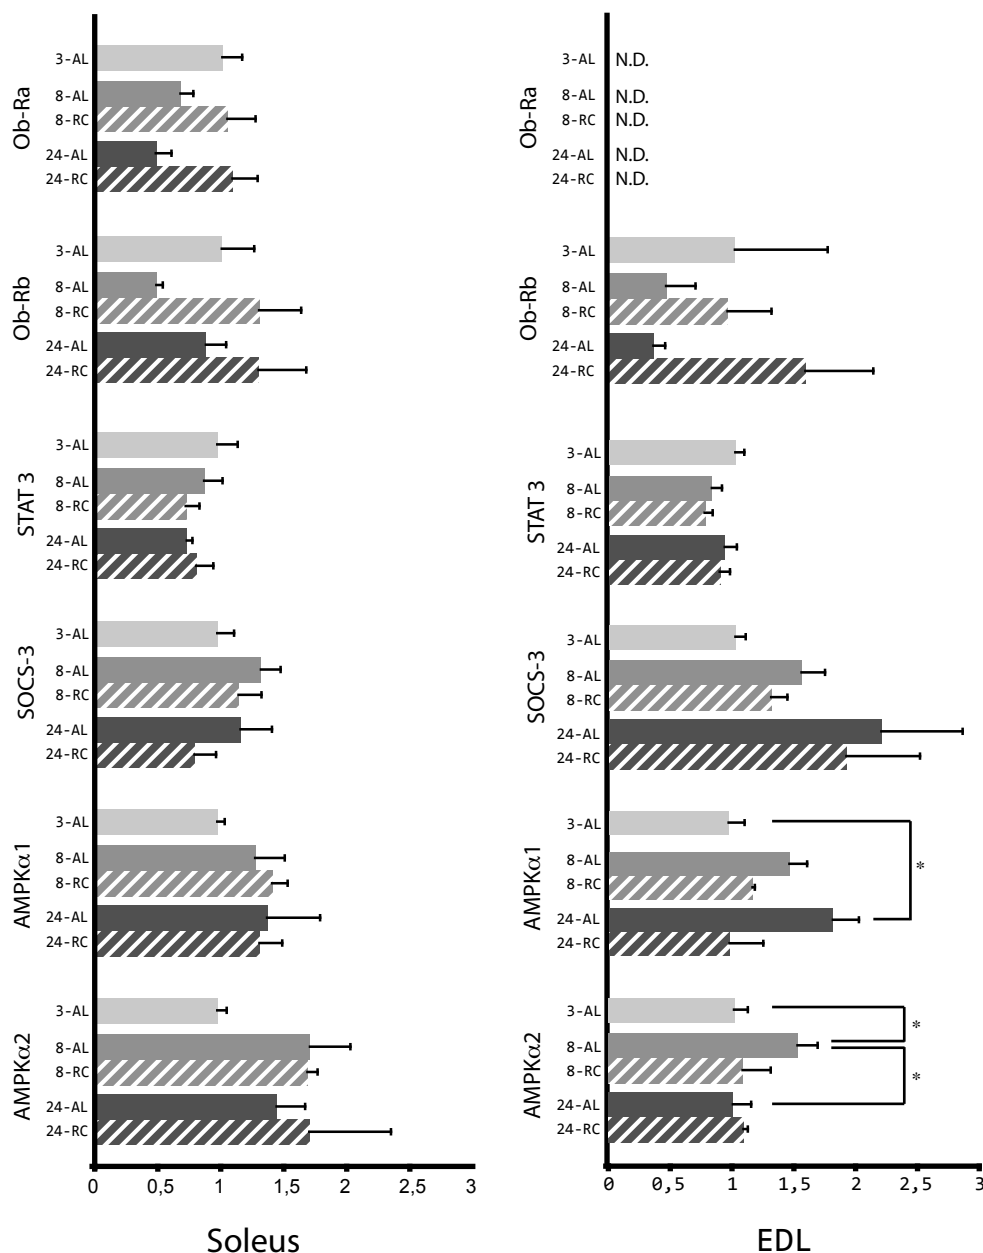 Ob-Ra
3-AL
8-AL
8-RC
24-AL
24-RC
Ob-Rb
3-AL
8-AL
8-RC
24-AL
24-RC
STAT 3
3-AL
8-AL
8-RC
24-AL
24-RC
SOCS-3
3-AL
8-AL
8-RC
24-AL
24-RC
AMPKα1
3-AL
8-AL
8-RC
24-AL
24-RC
AMPKα2
3-AL
8-AL
8-RC
24-AL
24-RC
0 0,5 1 1,5 2 2,5 3
Soleus
Ob-Ra
3-AL N.D.
8-AL N.D.
8-RC N.D.
24-AL N.D.
24-RC N.D.
Ob-Rb
3-AL
8-AL
8-RC
24-AL
24-RC
STAT 3
3-AL
8-AL
8-RC
24-AL
24-RC
SOCS-3
3-AL
8-AL
8-RC
24-AL
24-RC
AMPKα1
3-AL
8-AL
*
8-RC
24-AL
24-RC
AMPKα2
3-AL
*
8-AL
8-RC
*
24-AL
24-RC
0 0,5 1 1,5 2 2,5 3
EDL